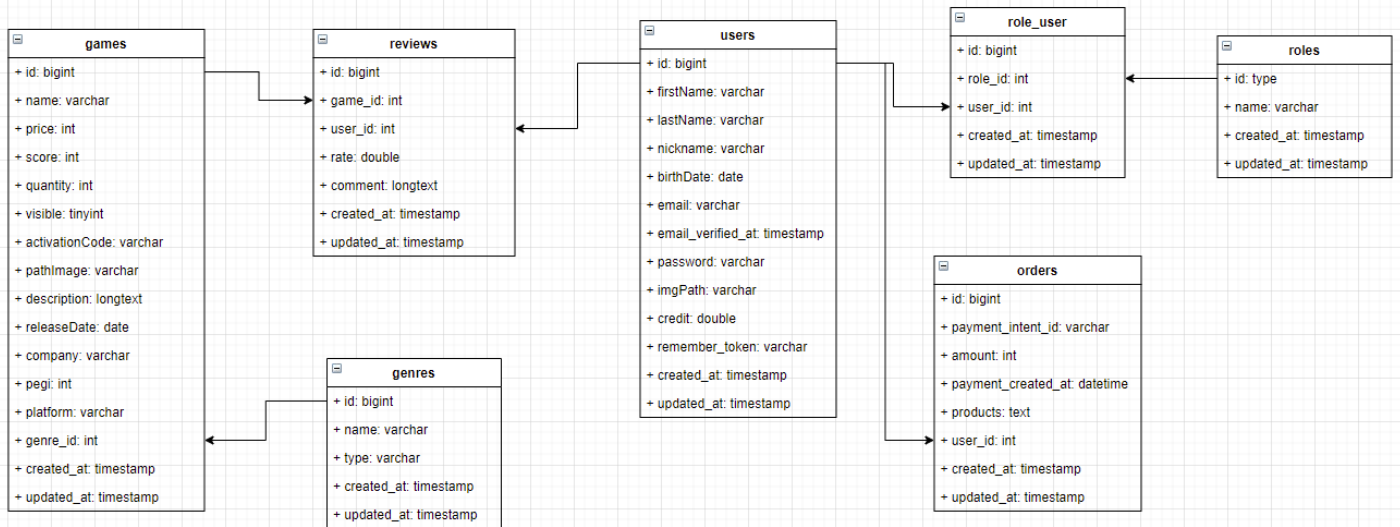 games
+ id: bigint
+ name: varchar
+ price: int
+ score: int
+ quantity: int
+ visible: tinyint
+ activationCode: varchar
+ pathImage: varchar
+ description: longtext
+ releaseDate: date
+ company: varchar
+ pegi: int
+ platform: varchar
+ genre_id: int
+ created_at: timestamp
+ updated_at: timestamp
reviews
+ id: bigint
+ game_id: int
+ user_id: int
+ rate: double
+ comment: longtext
+ created_at: timestamp
+ updated_at: timestamp
genres
+ id: bigint
+ name: varchar
+ type: varchar
+ created_at: timestamp
+ updated_at: timestamp
users
+ id: bigint
+ firstName: varchar
+ lastName: varchar
+ nickname: varchar
+ birthDate: date
+ email: varchar
+ email_verified_at: timestamp
+ password: varchar
+ imgPath: varchar
+ credit: double
+ remember_token: varchar
+ created_at: timestamp
+ updated_at: timestamp
role_user
+ id: bigint
+ role_id: int
+ user_id: int
+ created_at: timestamp
+ updated_at: timestamp
roles
+ id: type
+ name: varchar
+ created_at: timestamp
+ updated_at: timestamp
orders
+ id: bigint
+ payment_intent_id: varchar
+ amount: int
+ payment_created_at: datetime
+ products: text
+ user_id: int
+ created_at: timestamp
+ updated_at: timestamp